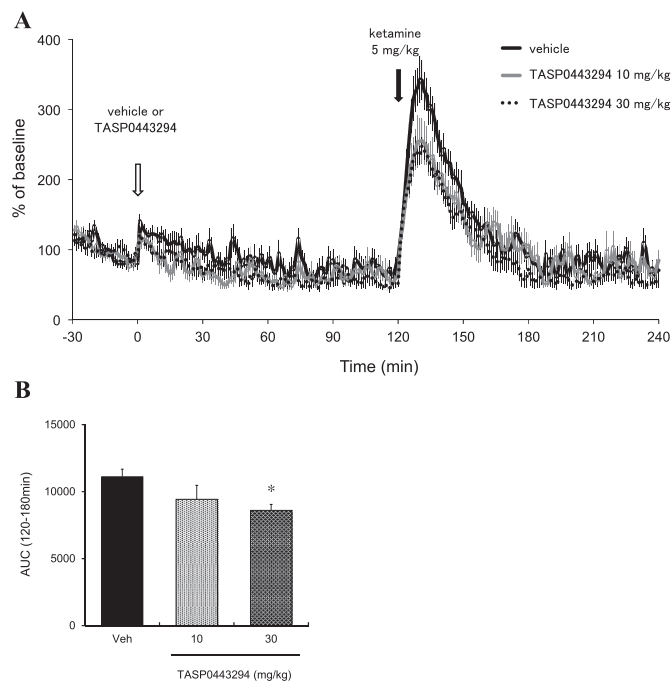 A
400
300
200
100
0
% of baseline
vehicle or
TASP0443294
ketamine
5 mg/kg
vehicle
TASP0443294 10 mg/kg
TASP0443294 30 mg/kg
-30 0 30 60 90 120 150 180 210 240
Time (min)
B
15000
10000
5000
0
AUC (120-180min)
*
Veh 10 30
TASP0443294 (mg/kg)